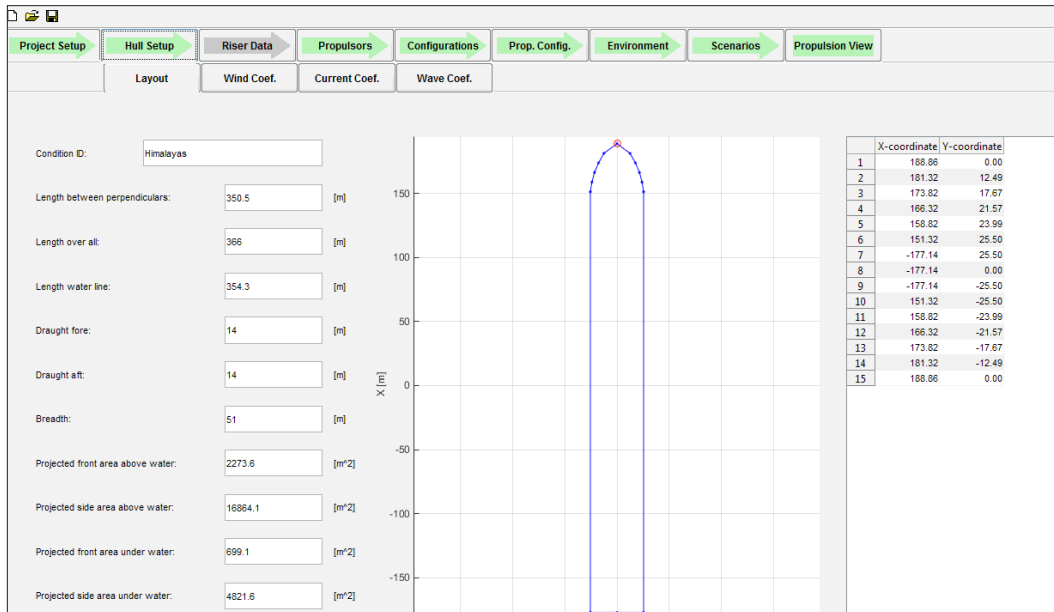 Project Setup Hull Setup Riser Data Propulsors Configurations Prop. Config. Environment Scenarios Propulsion View
Layout Wind Coef. Current Coef. Wave Coef.
Condition ID: Himalayas
Length between perpendiculars: 350.5 [m]
Length over all: 366 [m]
Length water line: 354.3 [m]
Draught fore: 14 [m]
Draught aft: 14 [m]
Breadth: 51 [m]
Projected front area above water: 2273.6 [m^2]
Projected side area above water: 16864.1 [m^2]
Projected front area under water: 699.1 [m^2]
Projected side area under water: 4821.6 [m^2]
X [m]
150
100
50
0
-50
-100
-150
X-coordinate Y-coordinate
1 188.86 0.00
2 181.32 12.49
3 173.82 17.67
4 166.32 21.57
5 158.82 23.99
6 151.32 25.50
7 -177.14 25.50
8 -177.14 0.00
9 -177.14 -25.50
10 151.32 -25.50
11 158.82 -23.99
12 166.32 -21.57
13 173.82 -17.67
14 181.32 -12.49
15 188.86 0.00